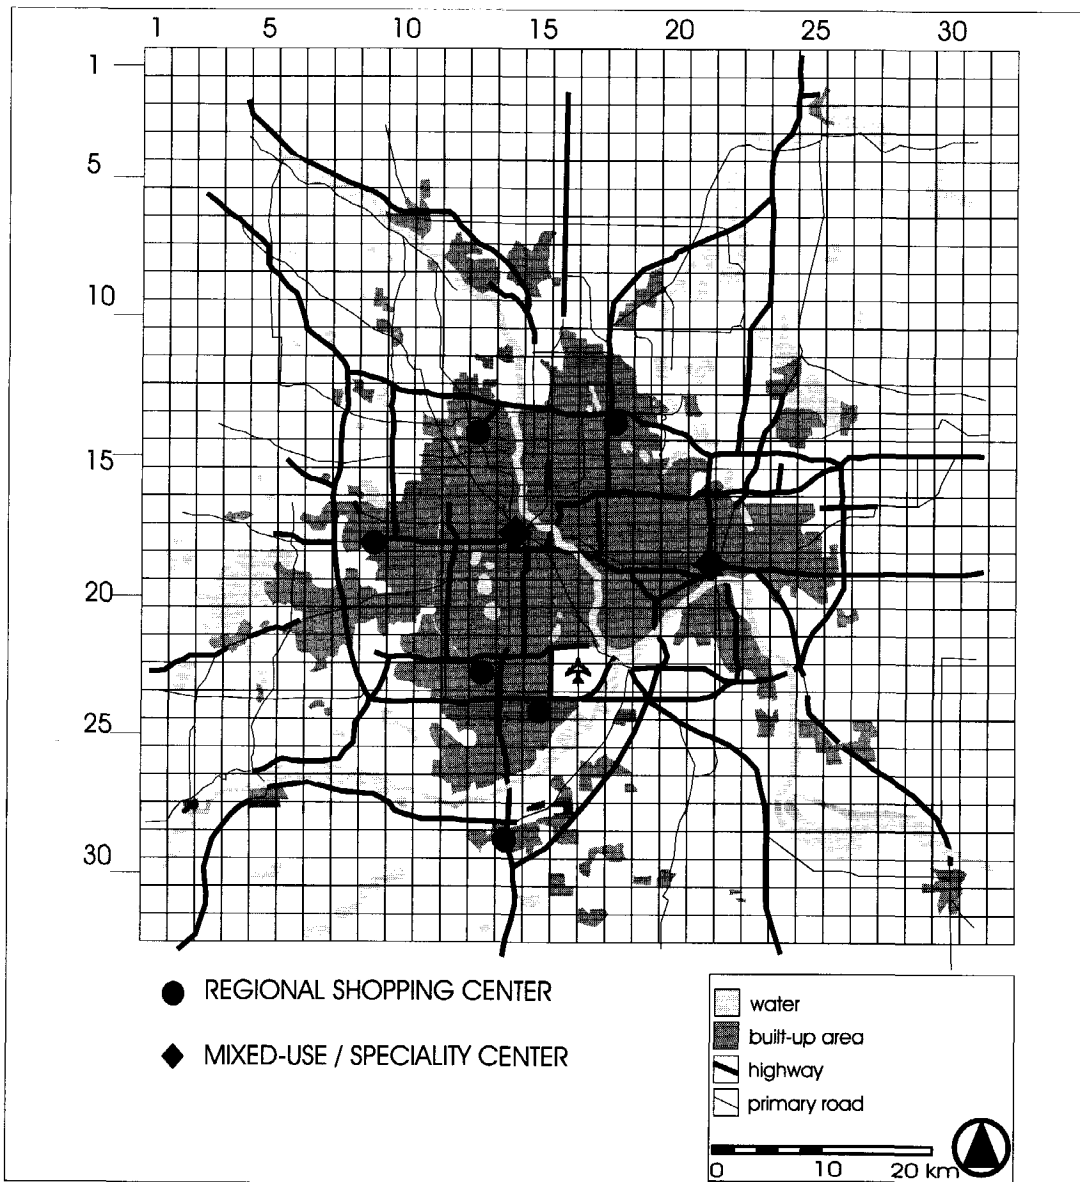 1 5 10 15 20 25 30
1
5
10
15
20
25
30
REGIONAL SHOPPING CENTER
MIXED-USE / SPECIALITY CENTER
water
built-up area
highway
primary road
0 10 20 km